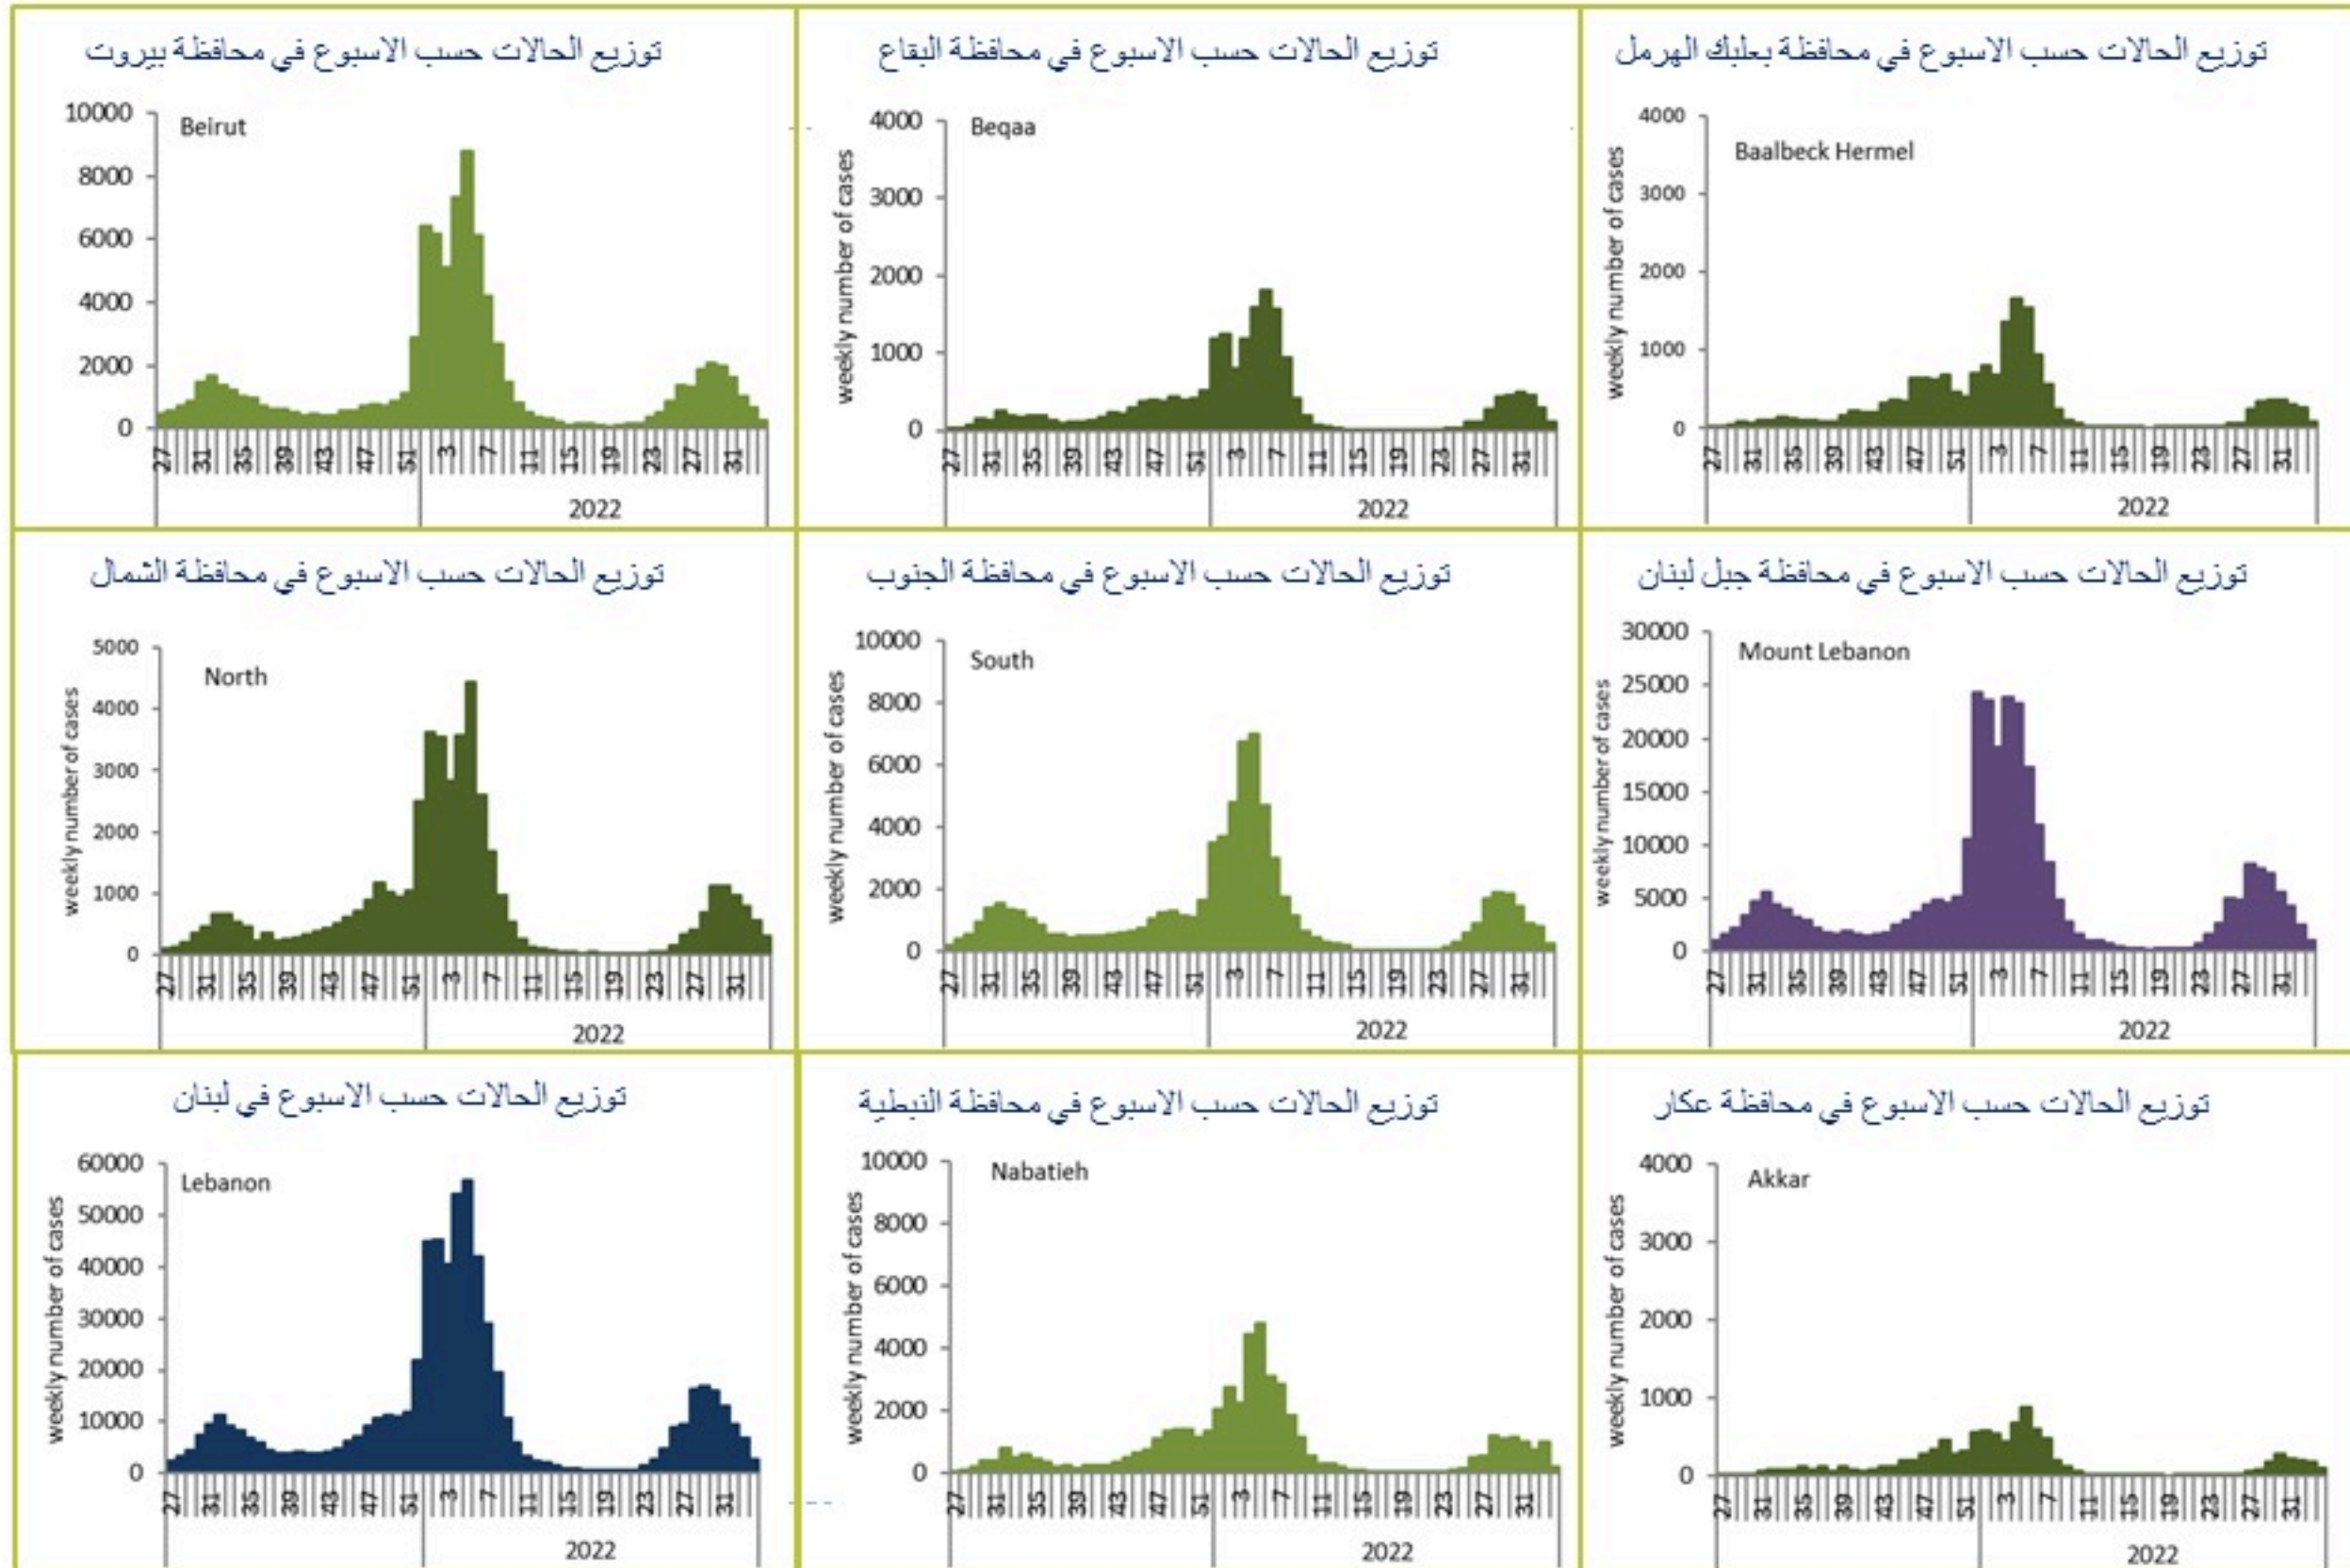 توزيع الحالات حسب الاسبوع في محافظة بيروت
Beirut
10000
8000
6000
4000
2000
0
27 31 35 39 43 47 51 3 7 11 15 19 23 27 31
2022
توزيع الحالات حسب الاسبوع في محافظة البقاع
Beqaa
weekly number of cases
4000
3000
2000
1000
0
27 31 35 39 43 47 51 3 7 11 15 19 23 27 31
2022
توزيع الحالات حسب الاسبوع في محافظة بعلبك الهرمل
Baalbeck Hermel
weekly number of cases
4000
3000
2000
1000
0
27 31 35 39 43 47 51 3 7 11 15 19 23 27 31
2022
توزيع الحالات حسب الاسبوع في محافظة الشمال
North
weekly number of cases
5000
4000
3000
2000
1000
0
27 31 35 39 43 47 51 3 7 11 15 19 23 27 31
2022
توزيع الحالات حسب الاسبوع في محافظة الجنوب
South
weekly number of cases
10000
8000
6000
4000
2000
0
27 31 35 39 43 47 51 3 7 11 15 19 23 27 31
2022
توزيع الحالات حسب الاسبوع في محافظة جبل لبنان
Mount Lebanon
weekly number of cases
30000
25000
20000
15000
10000
5000
0
27 31 35 39 43 47 51 3 7 11 15 19 23 27 31
2022
توزيع الحالات حسب الاسبوع في لبنان
Lebanon
weekly number of cases
60000
50000
40000
30000
20000
10000
0
27 31 35 39 43 47 51 3 7 11 15 19 23 27 31
2022
توزيع الحالات حسب الاسبوع في محافظة النبطية
Nabatieh
weekly number of cases
10000
8000
6000
4000
2000
0
27 31 35 39 43 47 51 3 7 11 15 19 23 27 31
2022
توزيع الحالات حسب الاسبوع في محافظة عكار
Akkar
weekly number of cases
4000
3000
2000
1000
0
27 31 35 39 43 47 51 3 7 11 15 19 23 27 31
2022